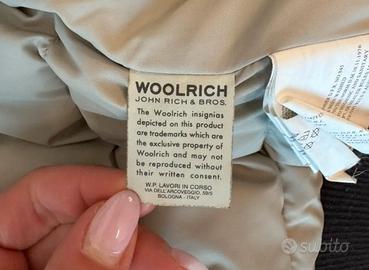 WOOLRICH
JOHN RICH & BROS.
The Woolrich insignias
depicted on this product
are trademarks which are
the exclusive property of
Woolrich and may not
be reproduced without
their written consent.
W.P. LAVORI IN CORSO
VIA DELL'ARCOVEGGIO, 59/5
BOLOGNA - ITALY
subito